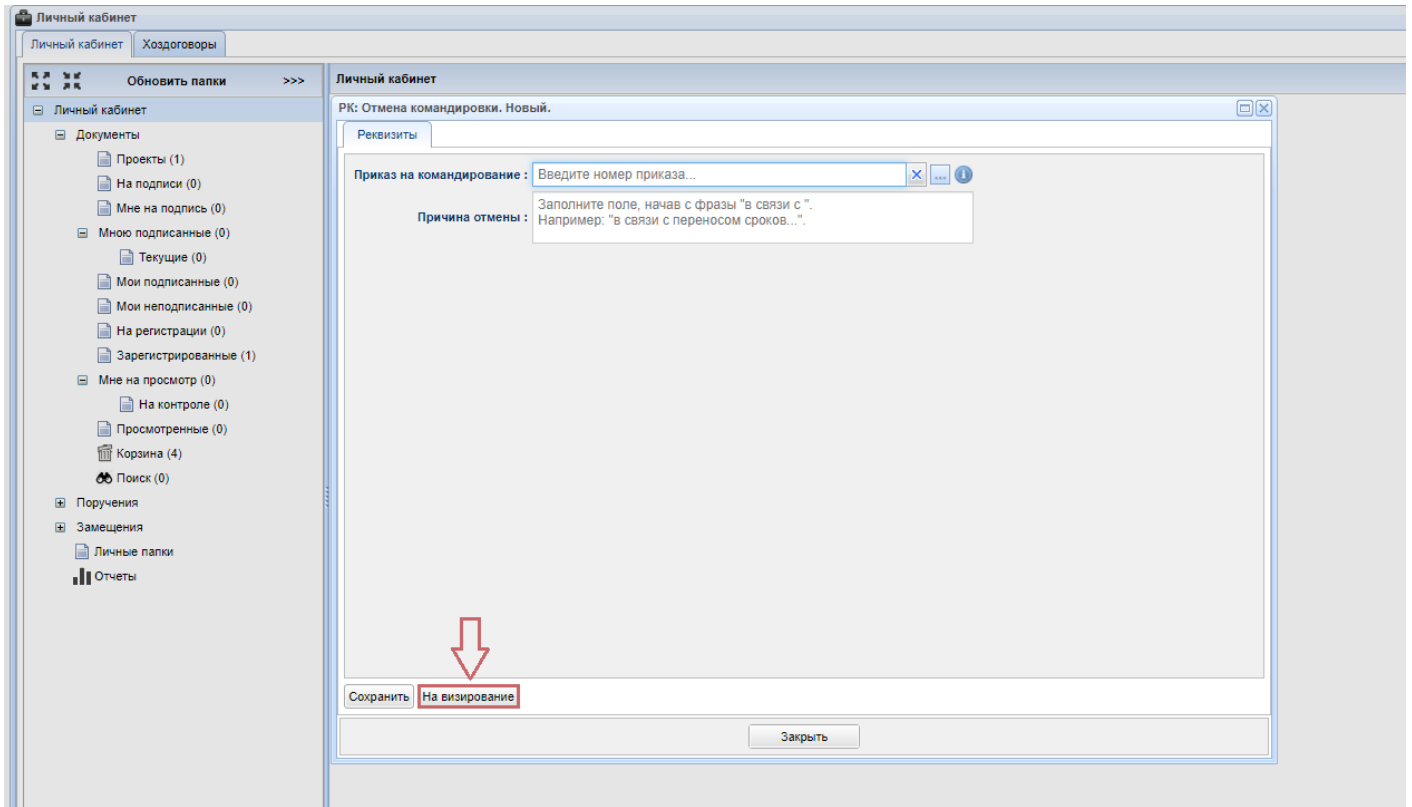 Личный кабинет
Личный кабинет Хоздоговоры
Обновить папки >>>
Личный кабинет
Документы
Проекты (1)
На подписи (0)
Мне на подпись (0)
Мною подписанные (0)
Текущие (0)
Мои подписанные (0)
Мои неподписанные (0)
На регистрации (0)
Зарегистрированные (1)
Мне на просмотр (0)
На контроле (0)
Просмотренные (0)
Корзина (4)
Поиск (0)
Поручения
Замещения
Личные папки
Отчеты
Личный кабинет
РК: Отмена командировки. Новый.
Реквизиты
Приказ на командирование : Введите номер приказа... ...
Причина отмены : Заполните поле, начав с фразы "в связи с ".
Например: "в связи с переносом сроков...".
Сохранить На визирование
Закрыть